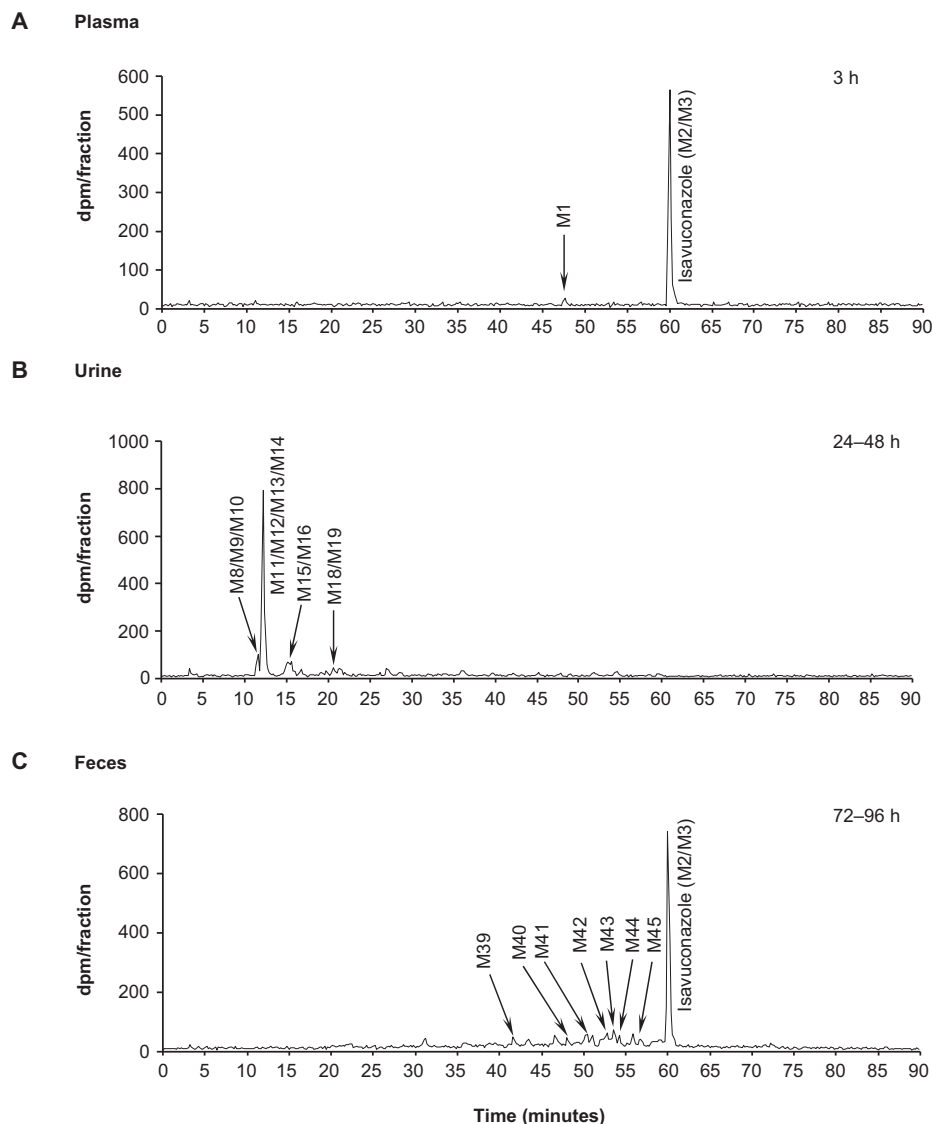 A Plasma
600
500
400
300
200
100
0
dpm/fraction
3 h
M1
Isavuconazole (M2/M3)
0 5 10 15 20 25 30 35 40 45 50 55 60 65 70 75 80 85 90
B Urine
1000
800
600
400
200
0
dpm/fraction
24–48 h
M8/M9/M10
M11/M12/M13/M14
M15/M16
M18/M19
0 5 10 15 20 25 30 35 40 45 50 55 60 65 70 75 80 85 90
C Feces
800
600
400
200
0
dpm/fraction
72–96 h
M39
M40
M41
M42
M43
M44
M45
Isavuconazole (M2/M3)
0 5 10 15 20 25 30 35 40 45 50 55 60 65 70 75 80 85 90
Time (minutes)